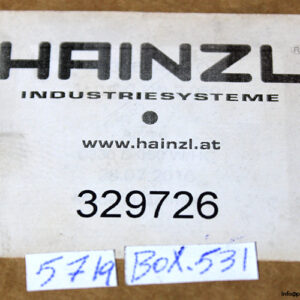 HAINZL
INDUSTRIESYSTEME
www.hainzl.at
329726
5719 BOX.531